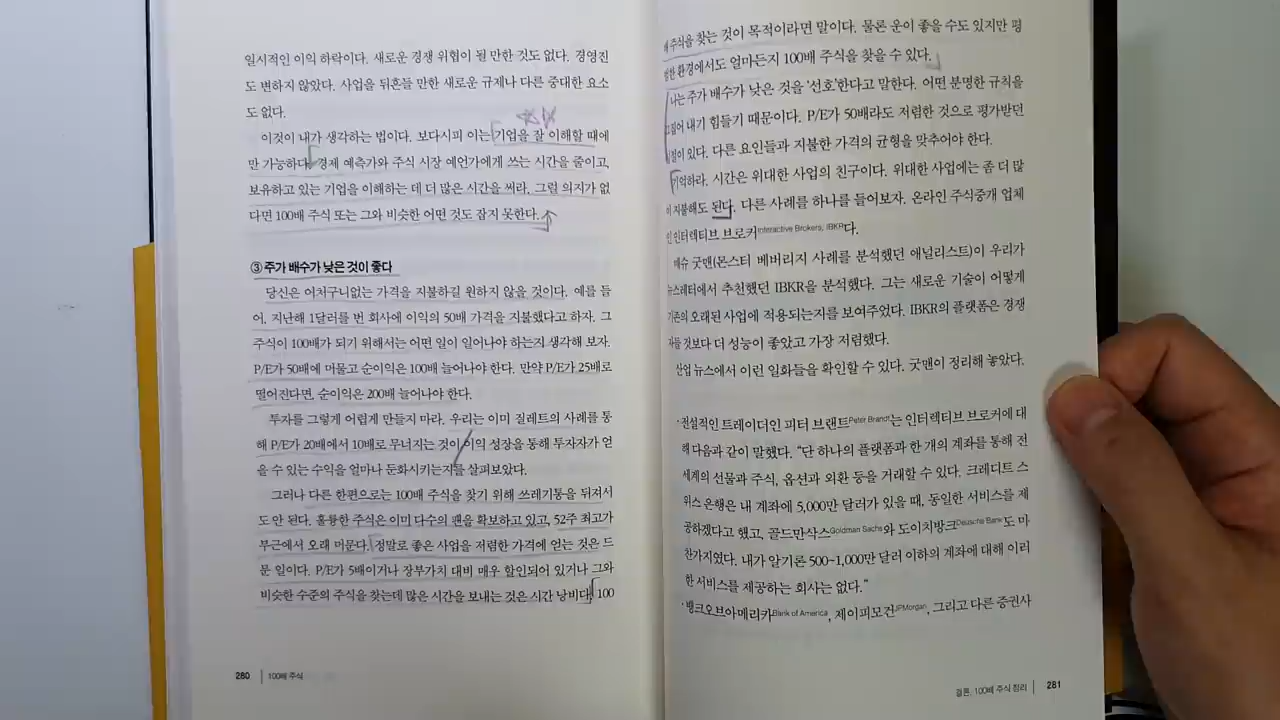 일시적인 이익 하락이다. 새로운 경쟁 위협이 될 만한 것도 없다. 경영진
도 변하지 않았다. 사업을 뒤흔들 만한 새로운 규제나 다른 중대한 요소
도 없다.
이것이 내가 생각하는 법이다. 보다시피 이는 기업을 잘 이해할 때에
만 가능하다. 경제 예측가와 주식 시장 예언가에게 쓰는 시간을 줄이고,
보유하고 있는 기업을 이해하는 데 더 많은 시간을 써라. 그럴 의지가 없
다면 100배 주식 또는 그와 비슷한 어떤 것도 잡지 못한다.
③ 주가 배수가 낮은 것이 좋다
당신은 어처구니없는 가격을 지불하길 원하지 않을 것이다. 예를 들
어, 지난해 1달러를 번 회사에 이익의 50배 가격을 지불했다고 하자. 그
주식이 100배가 되기 위해서는 어떤 일이 일어나야 하는지 생각해 보자.
P/E가 50배에 머물고 순이익은 100배 늘어나야 한다. 만약 P/E가 25배로
떨어진다면, 순이익은 200배 늘어나야 한다.
투자를 그렇게 어렵게 만들지 마라. 우리는 이미 질레트의 사례를 통
해 P/E가 20배에서 10배로 무너지는 것이 이익 성장을 통해 투자자가 얻
을 수 있는 수익을 얼마나 둔화시키는지를 살펴보았다.
그러나 다른 한편으로는 100배 주식을 찾기 위해 쓰레기통을 뒤져서
도 안 된다. 훌륭한 주식은 이미 다수의 팬을 확보하고 있고, 52주 최고가
부근에서 오래 머문다. 정말로 좋은 사업을 저렴한 가격에 얻는 것은 드
문 일이다. P/E가 5배이거나 장부가치 대비 매우 할인되어 있거나 그와
비슷한 수준의 주식을 찾는데 많은 시간을 보내는 것은 시간 낭비다. 100
280 100배 주식
배 주식을 찾는 것이 목적이라면 말이다. 물론 운이 좋을 수도 있지만 평
범한 환경에서도 얼마든지 100배 주식을 찾을 수 있다.
나는 주가 배수가 낮은 것을 '선호'한다고 말한다. 어떤 분명한 규칙을
집어 내기 힘들기 때문이다. P/E가 50배라도 저렴한 것으로 평가받던
시절이 있다. 다른 요인들과 지불한 가격의 균형을 맞추어야 한다.
기억하라. 시간은 위대한 사업의 친구이다. 위대한 사업에는 좀 더 많
이 지불해도 된다. 다른 사례를 하나를 들어보자. 온라인 주식중개 업체
인 인터렉티브 브로커Interactive Brokers, IBKR다.
매슈 굿맨(몬스터 베버리지 사례를 분석했던 애널리스트)이 우리가
뉴스레터에서 추천했던 IBKR을 분석했다. 그는 새로운 기술이 어떻게
기존의 오래된 사업에 적용되는지를 보여주었다. IBKR의 플랫폼은 경쟁
자들 것보다 더 성능이 좋았고 가장 저렴했다.
산업 뉴스에서 이런 일화들을 확인할 수 있다. 굿맨이 정리해 놓았다.
· 전설적인 트레이더인 피터 브랜트Peter Brandt는 인터렉티브 브로커에 대
해 다음과 같이 말했다. "단 하나의 플랫폼과 한 개의 계좌를 통해 전
세계의 선물과 주식, 옵션과 외환 등을 거래할 수 있다. 크레디트 스
위스 은행은 내 계좌에 5,000만 달러가 있을 때, 동일한 서비스를 제
공하겠다고 했고, 골드만삭스Goldman Sachs와 도이치방크Deutsche Bank도 마
찬가지였다. 내가 알기론 500~1,000만 달러 이하의 계좌에 대해 이러
한 서비스를 제공하는 회사는 없다."
· 뱅크오브아메리카Bank of America, 제이피모건JPMorgan, 그리고 다른 증권사
결론. 100배 주식 정리 281